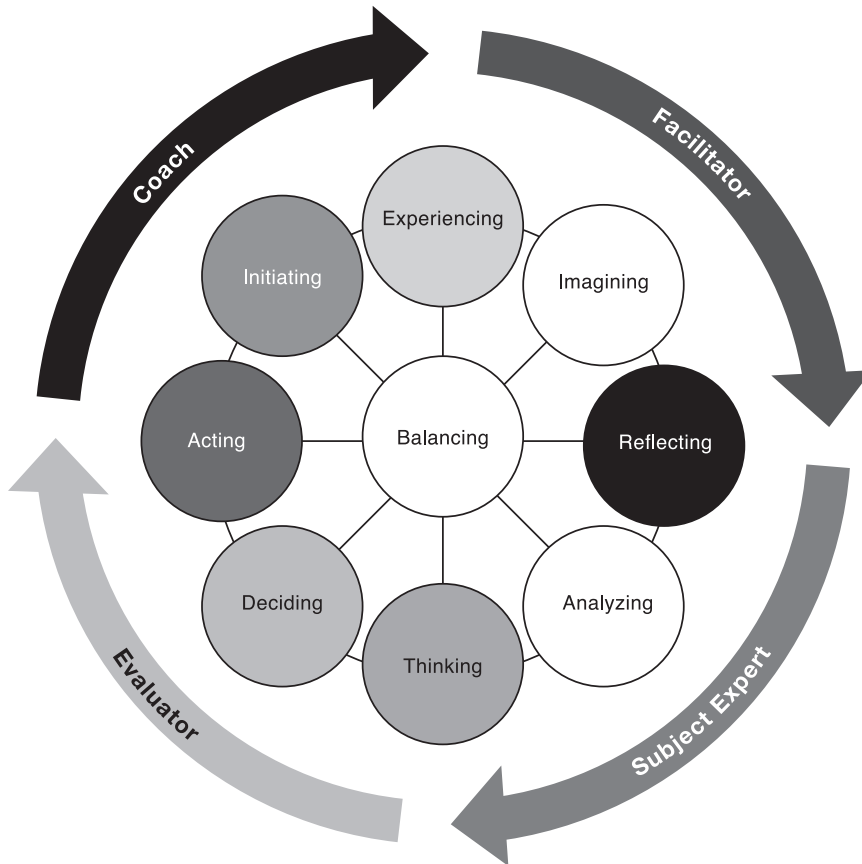 Coach
Facilitator
Experiencing
Initiating
Imagining
Acting
Balancing
Reflecting
Deciding
Analyzing
Thinking
Evaluator
Subject Expert